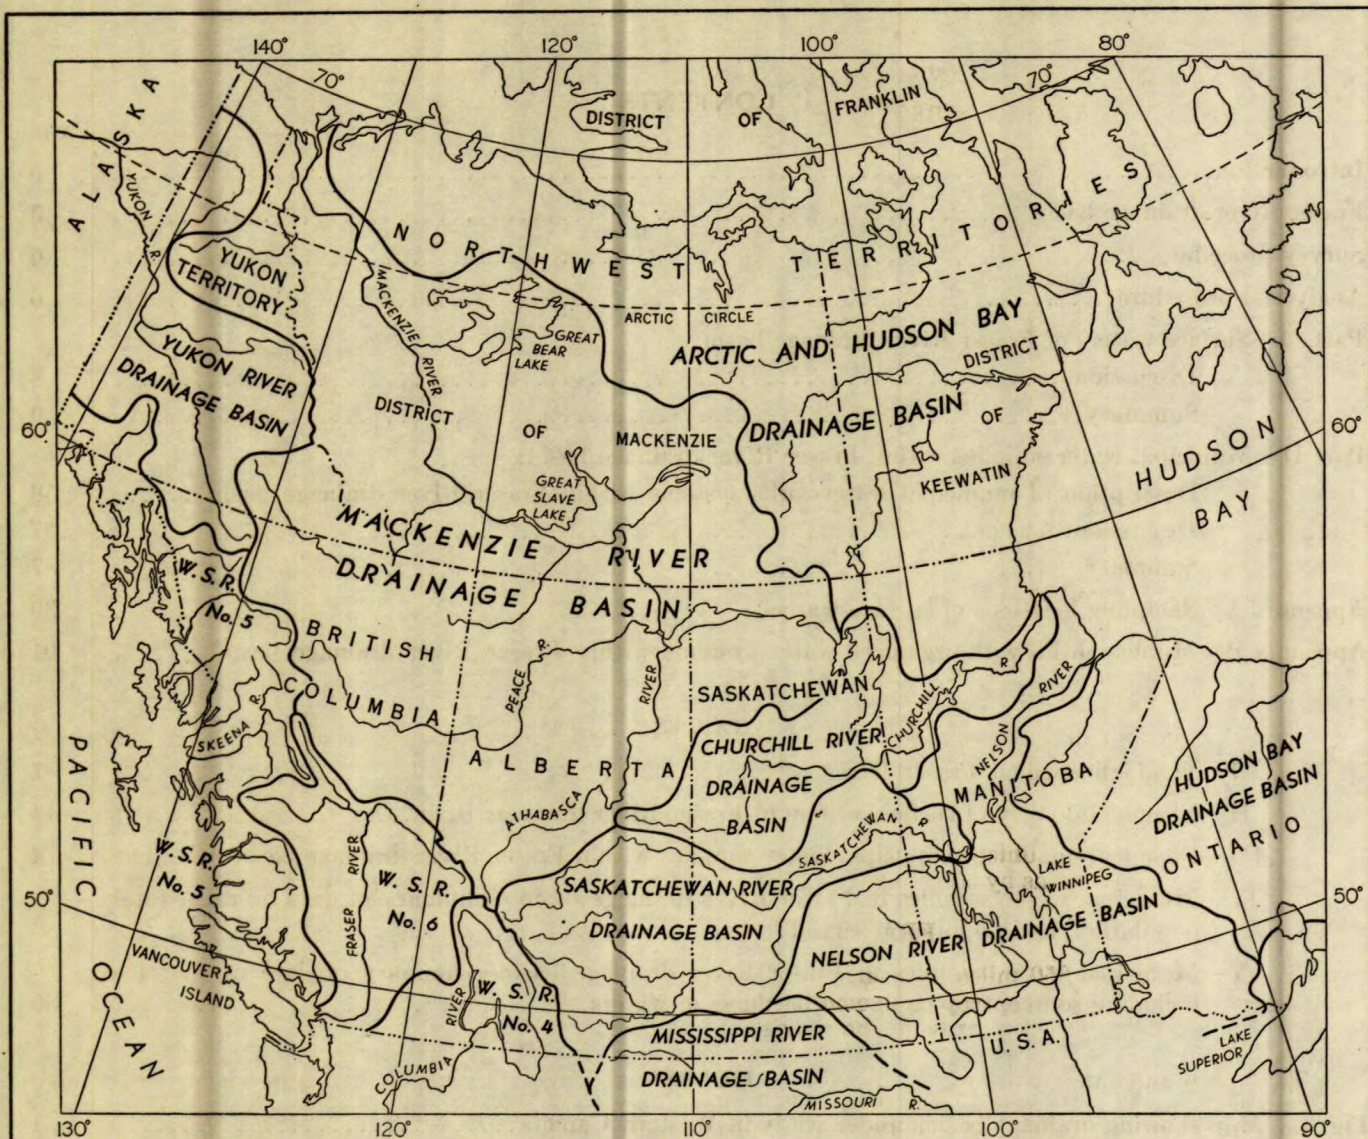 140°
120°
100°
80°
70°
70°
ALASKA
DISTRICT OF FRANKLIN
YUKON R.
NORTHWEST TERRITORIES
YUKON
TERRITORY
MACKENZIE RIVER
ARCTIC CIRCLE
GREAT
BEAR
LAKE
ARCTIC AND HUDSON BAY
DRAINAGE BASIN
YUKON RIVER
DRAINAGE BASIN
DISTRICT OF MACKENZIE
DISTRICT
OF
KEEWATIN
60°
60°
HUDSON
BAY
GREAT
SLAVE
LAKE
MACKENZIE RIVER
DRAINAGE BASIN
W. S. R.
No. 5
BRITISH
COLUMBIA
PEACE R.
RIVER
SASKATCHEWAN
CHURCHILL R.
NELSON RIVER
SKEENA R.
PACIFIC
OCEAN
ALBERTA
CHURCHILL RIVER
DRAINAGE
BASIN
MANITOBA
HUDSON BAY
DRAINAGE BASIN
ONTARIO
ATHABASCA
SASKATCHEWAN R.
W. S. R.
No. 5
FRASER RIVER
W. S. R.
No. 6
SASKATCHEWAN RIVER
DRAINAGE BASIN
LAKE
WINNIPEG
NELSON RIVER DRAINAGE BASIN
50°
50°
VANCOUVER
ISLAND
COLUMBIA RIVER
W. S. R.
No. 4
MISSISSIPPI RIVER
DRAINAGE BASIN
U. S. A.
LAKE
SUPERIOR
MISSOURI R.
130°
120°
110°
100°
90°